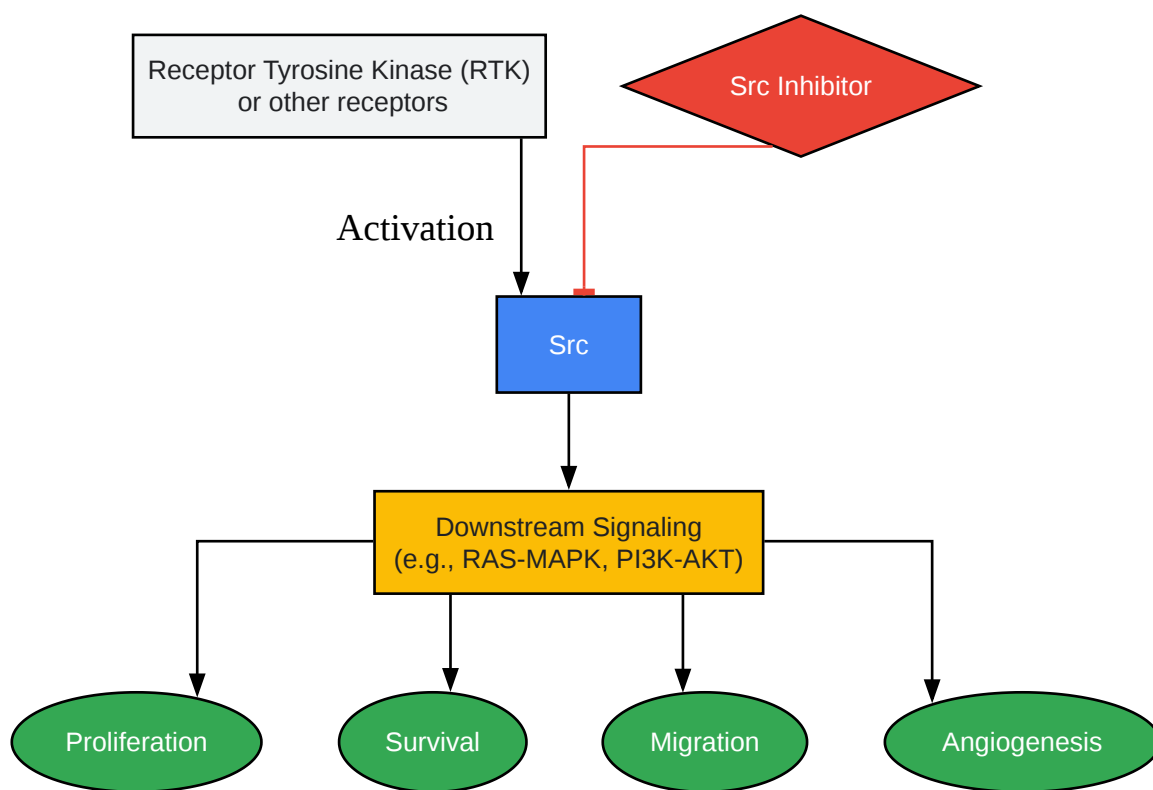 Receptor Tyrosine Kinase (RTK)
or other receptors
Src Inhibitor
Activation
Src
Downstream Signaling
(e.g., RAS-MAPK, PI3K-AKT)
Proliferation
Survival
Migration
Angiogenesis